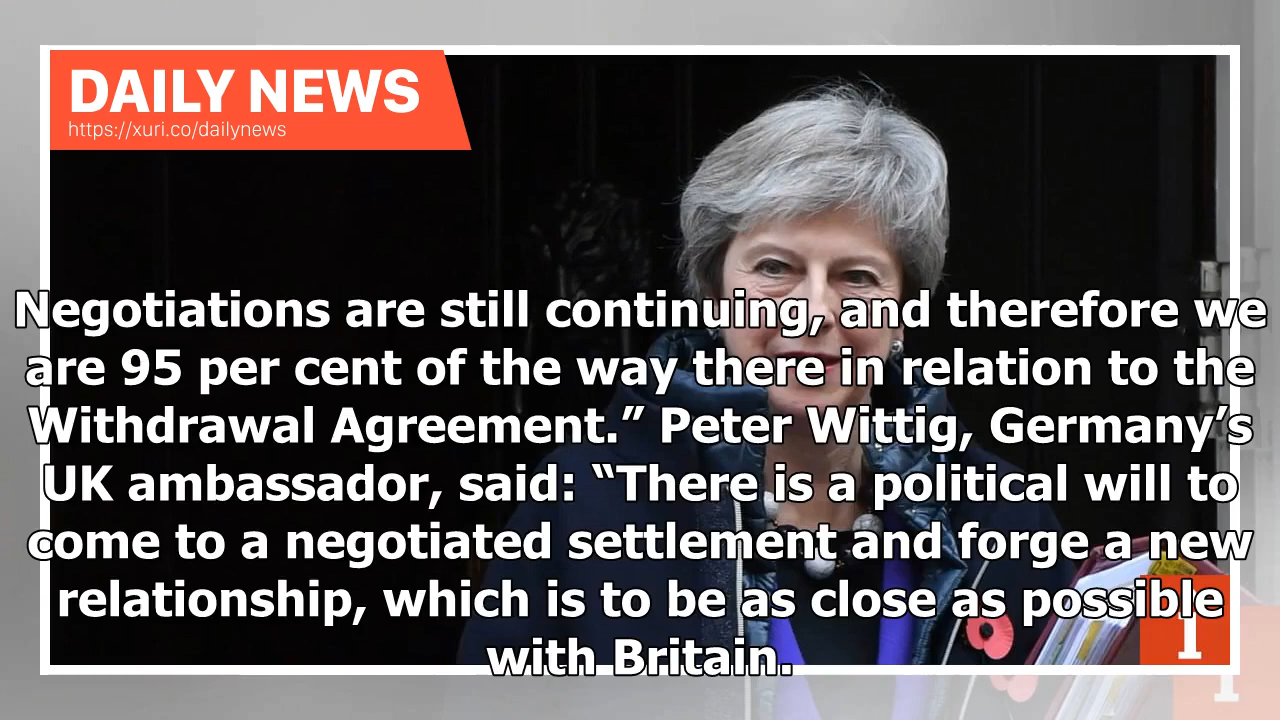 DAILY NEWS
https://xuri.co/dailynews
Negotiations are still continuing, and therefore we
are 95 per cent of the way there in relation to the
Withdrawal Agreement.” Peter Wittig, Germany’s
UK ambassador, said: “There is a political will to
come to a negotiated settlement and forge a new
relationship, which is to be as close as possible
with Britain.
1
1